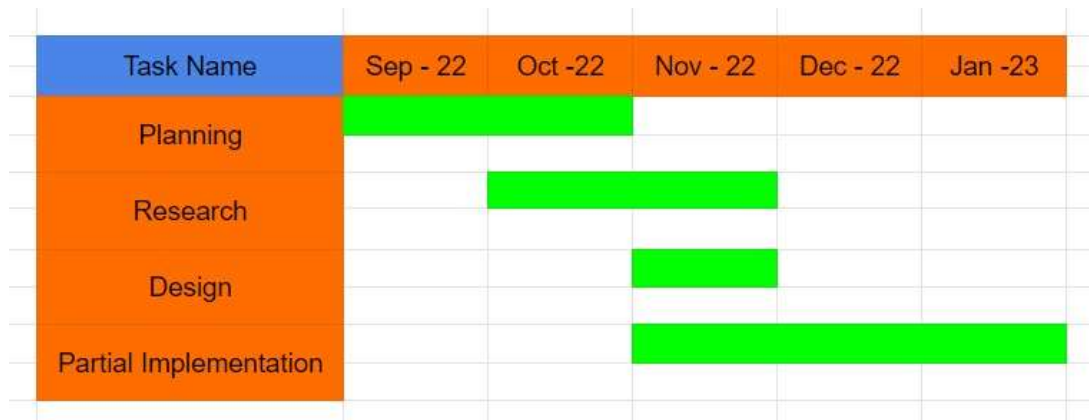 Task Name Sep - 22 Oct -22 Nov - 22 Dec - 22 Jan -23
Planning
Research
Design
Partial Implementation